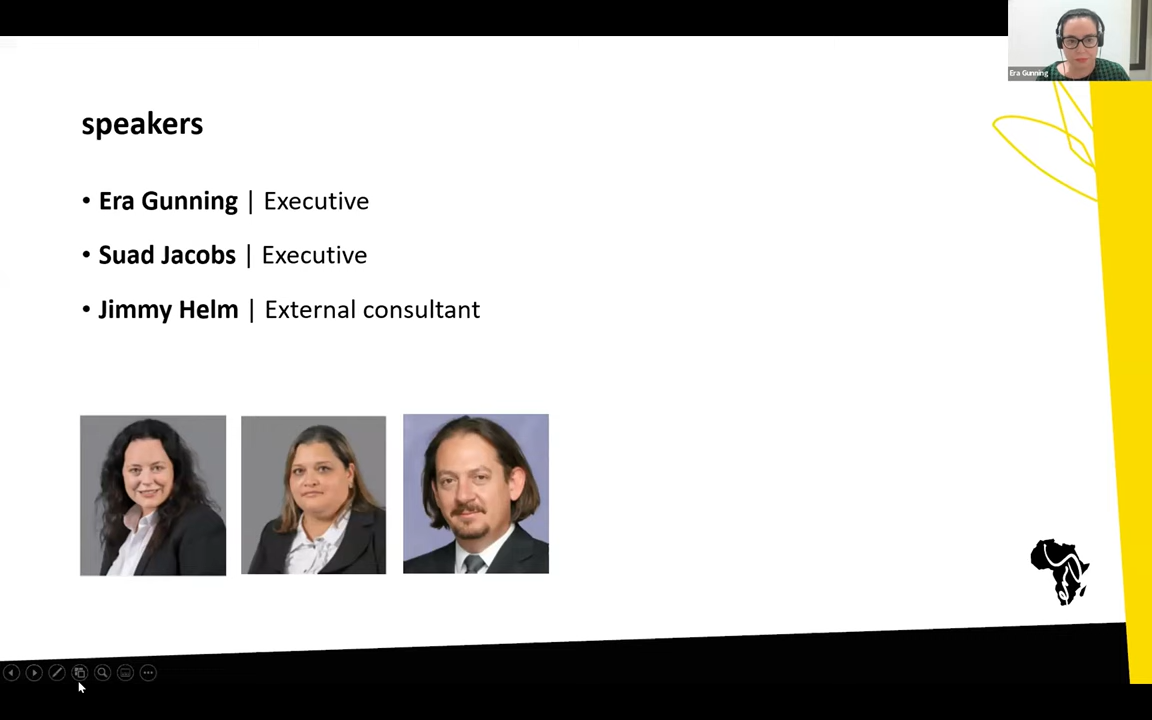 Era Gunning
speakers
• Era Gunning | Executive
• Suad Jacobs | Executive
• Jimmy Helm | External consultant